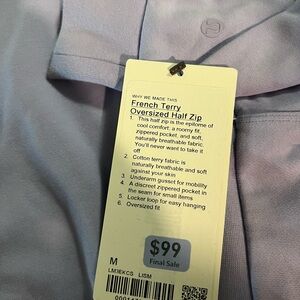 WHY WE MADE THIS
French Terry
Oversized Half Zip
1. This half zip is the epitome of
cool comfort, a roomy fit,
zippered pocket, and soft,
naturally breathable fabric.
You'll never want to take it
off
2. Cotton terry fabric is
naturally breathable and soft
against your skin
3. Underarm gusset for mobility
4. A discreet zippered pocket in
the seam for small items
5. Locker loop for easy hanging
6. Oversized fit
$99
Final Sale
M
LM3EKCS LISM